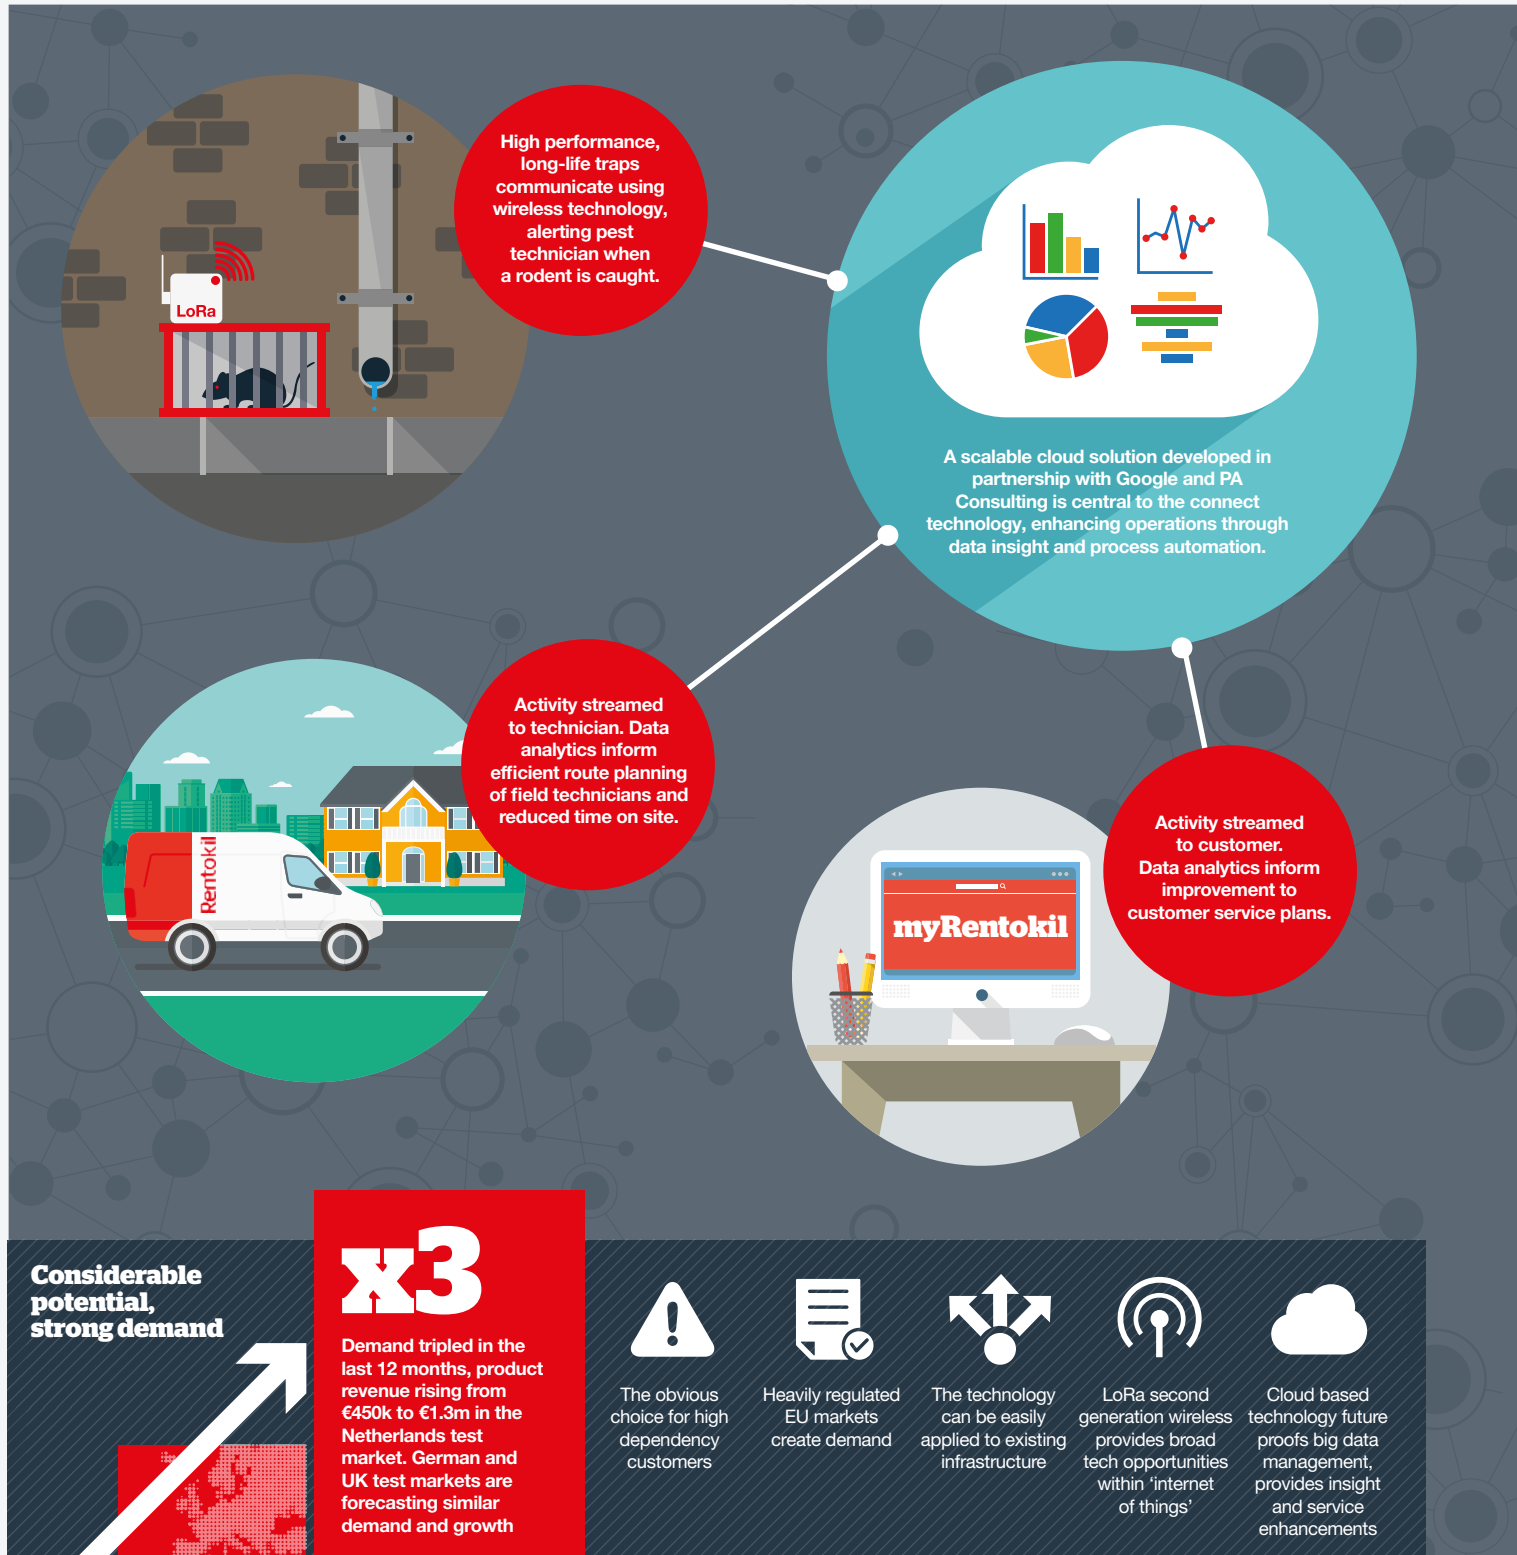 High performance,
long-life traps
communicate using
wireless technology,
alerting pest
technician when
a rodent is caught.
LoRa
A scalable cloud solution developed in
partnership with Google and PA
Consulting is central to the connect
technology, enhancing operations through
data insight and process automation.
Activity streamed
to technician. Data
analytics inform
efficient route planning
of field technicians and
reduced time on site.
Rentokil
Activity streamed
to customer.
Data analytics inform
improvement to
customer service plans.
myRentokil
Considerable
potential,
strong demand
x3
Demand tripled in the
last 12 months, product
revenue rising from
€450k to €1.3m in the
Netherlands test
market. German and
UK test markets are
forecasting similar
demand and growth
The obvious
choice for high
dependency
customers
Heavily regulated
EU markets
create demand
The technology
can be easily
applied to existing
infrastructure
LoRa second
generation wireless
provides broad
tech opportunities
within ‘internet
of things’
Cloud based
technology future
proofs big data
management,
provides insight
and service
enhancements